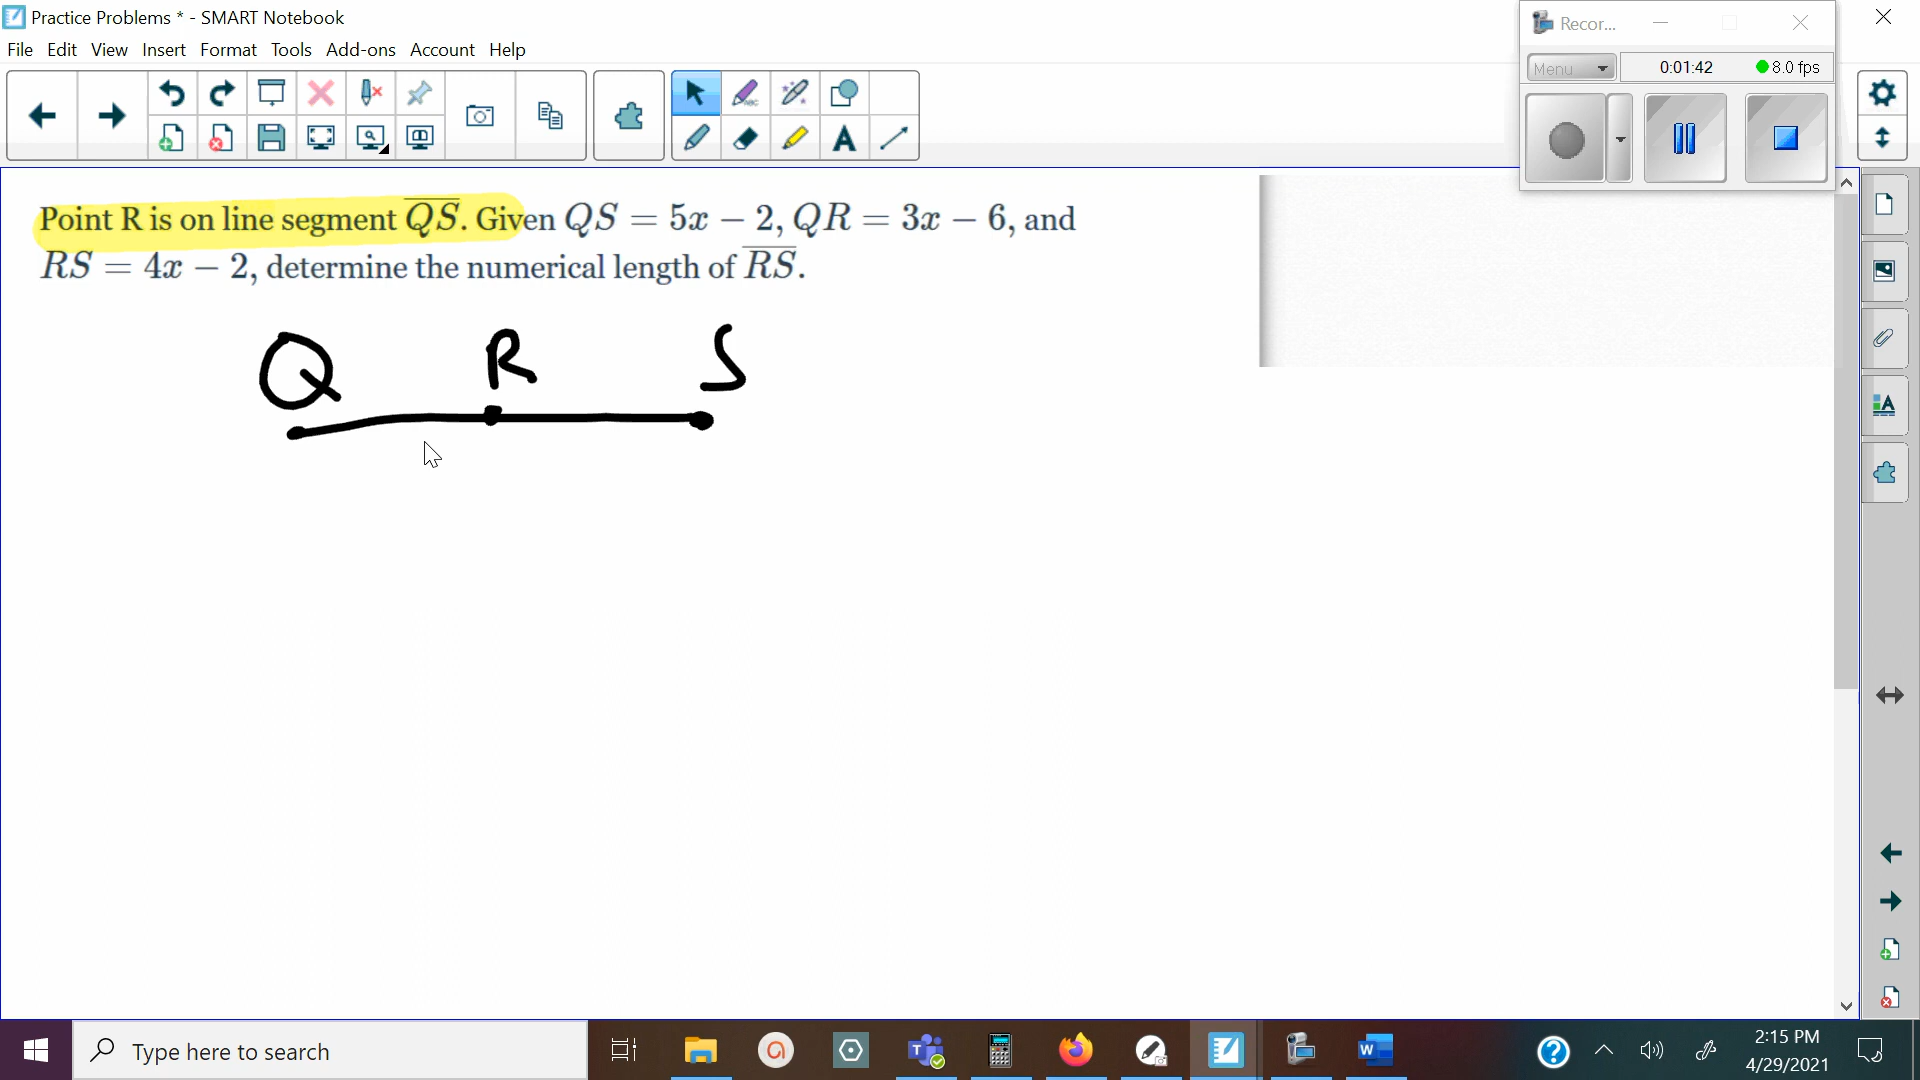 Practice Problems * - SMART Notebook
Recor...
File Edit View Insert Format Tools Add-ons Account Help
Menu 0:01:42 8.0 fps
Point R is on line segment QS. Given QS = 5x − 2, QR = 3x − 6, and
RS = 4x − 2, determine the numerical length of RS.
Q R S
Type here to search
2:15 PM
4/29/2021